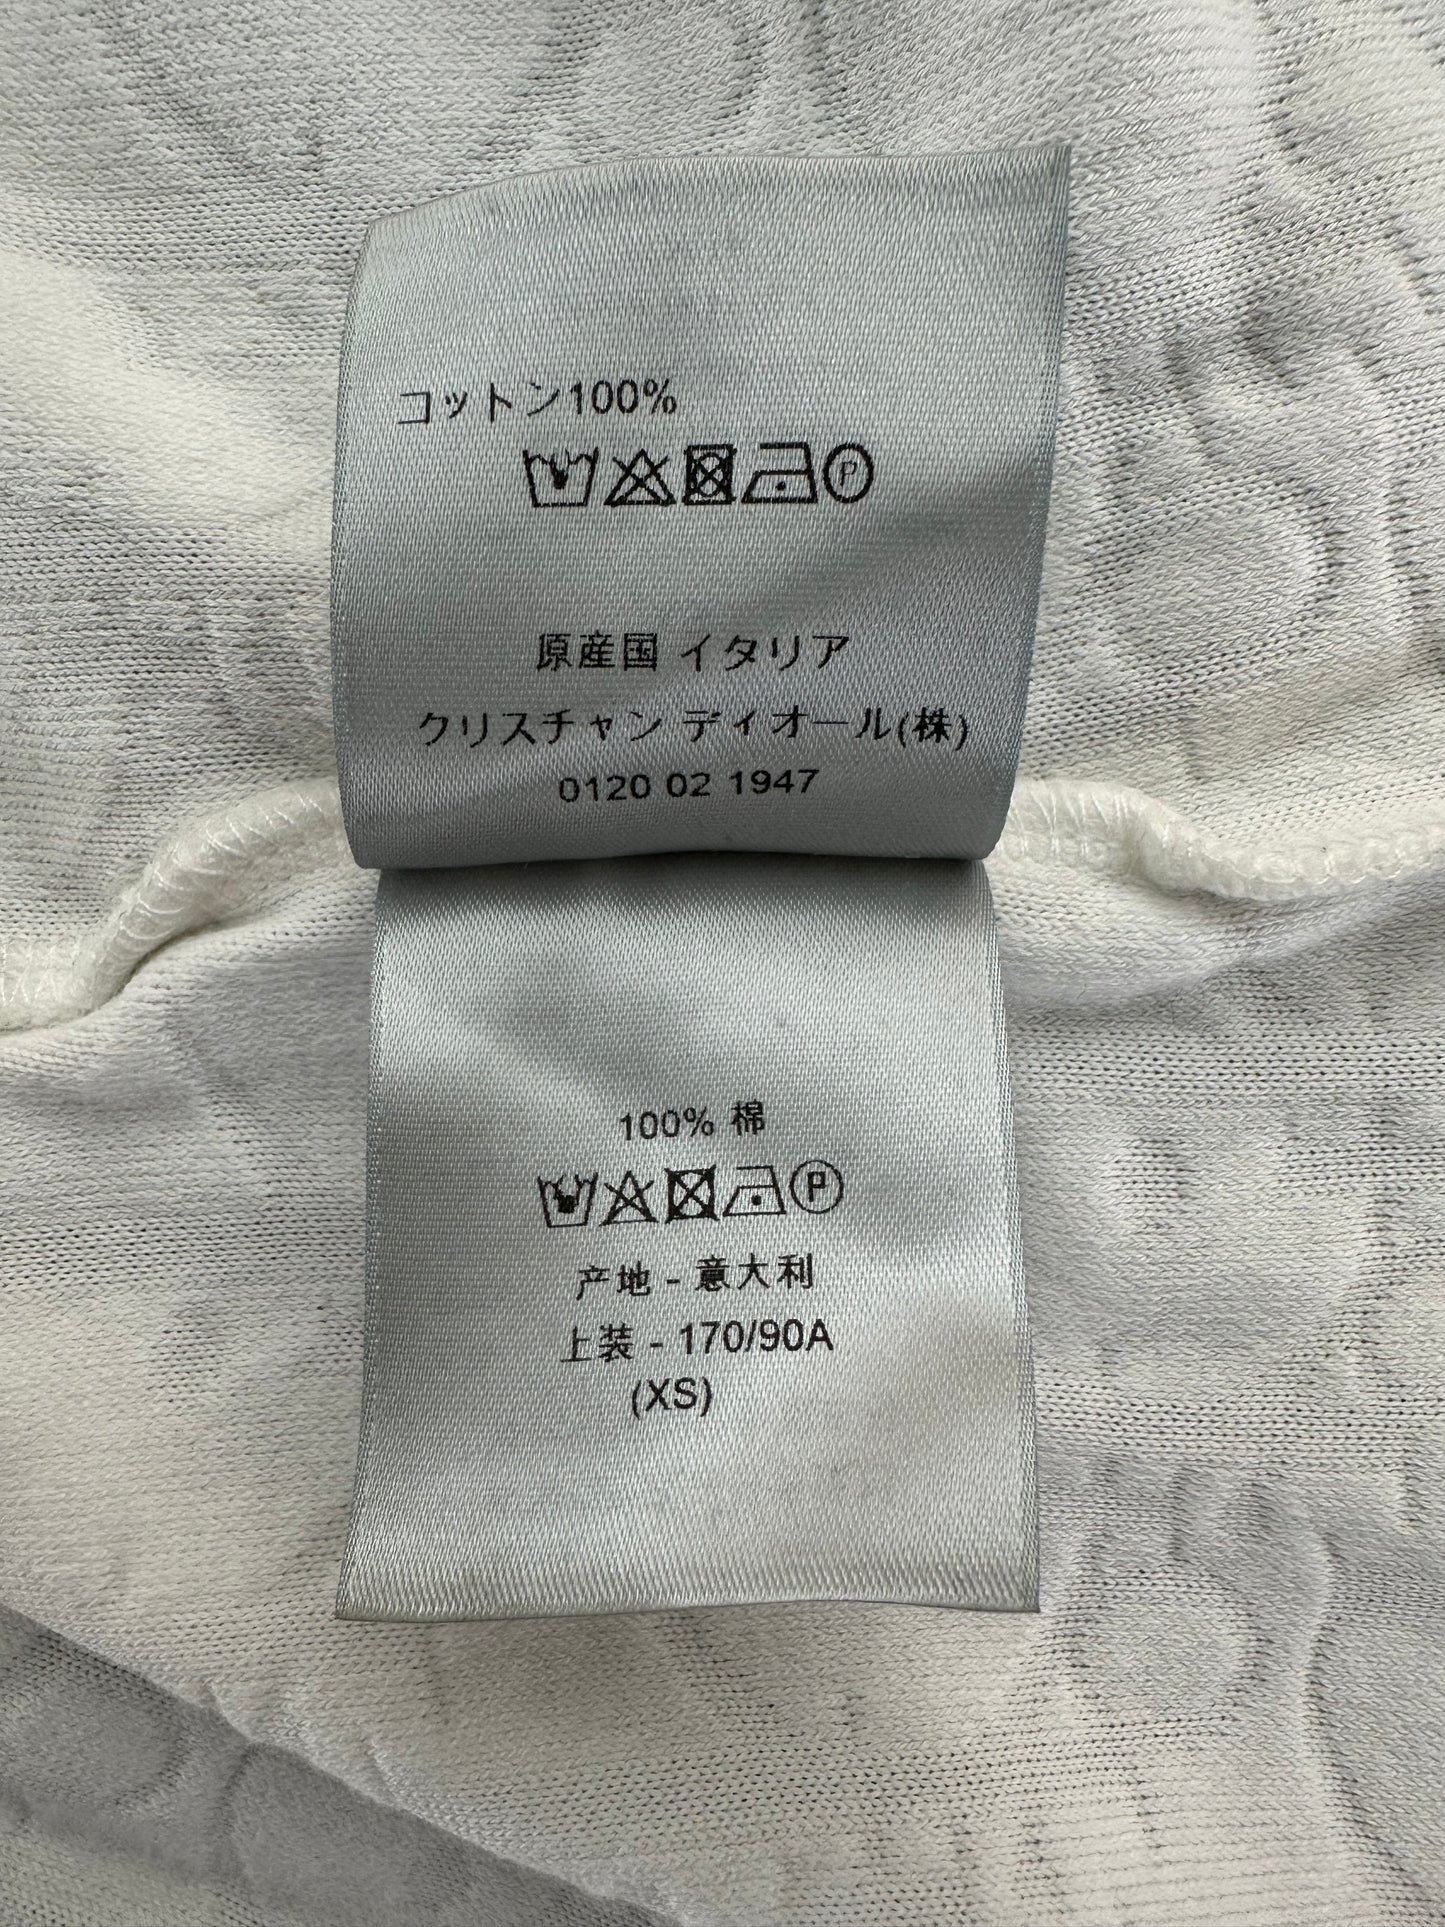 コットン100%
P
原産国 イタリア
クリスチャン ディオール(株)
0120 02 1947
100% 棉
P
产地 - 意大利
上装 - 170/90A
(XS)